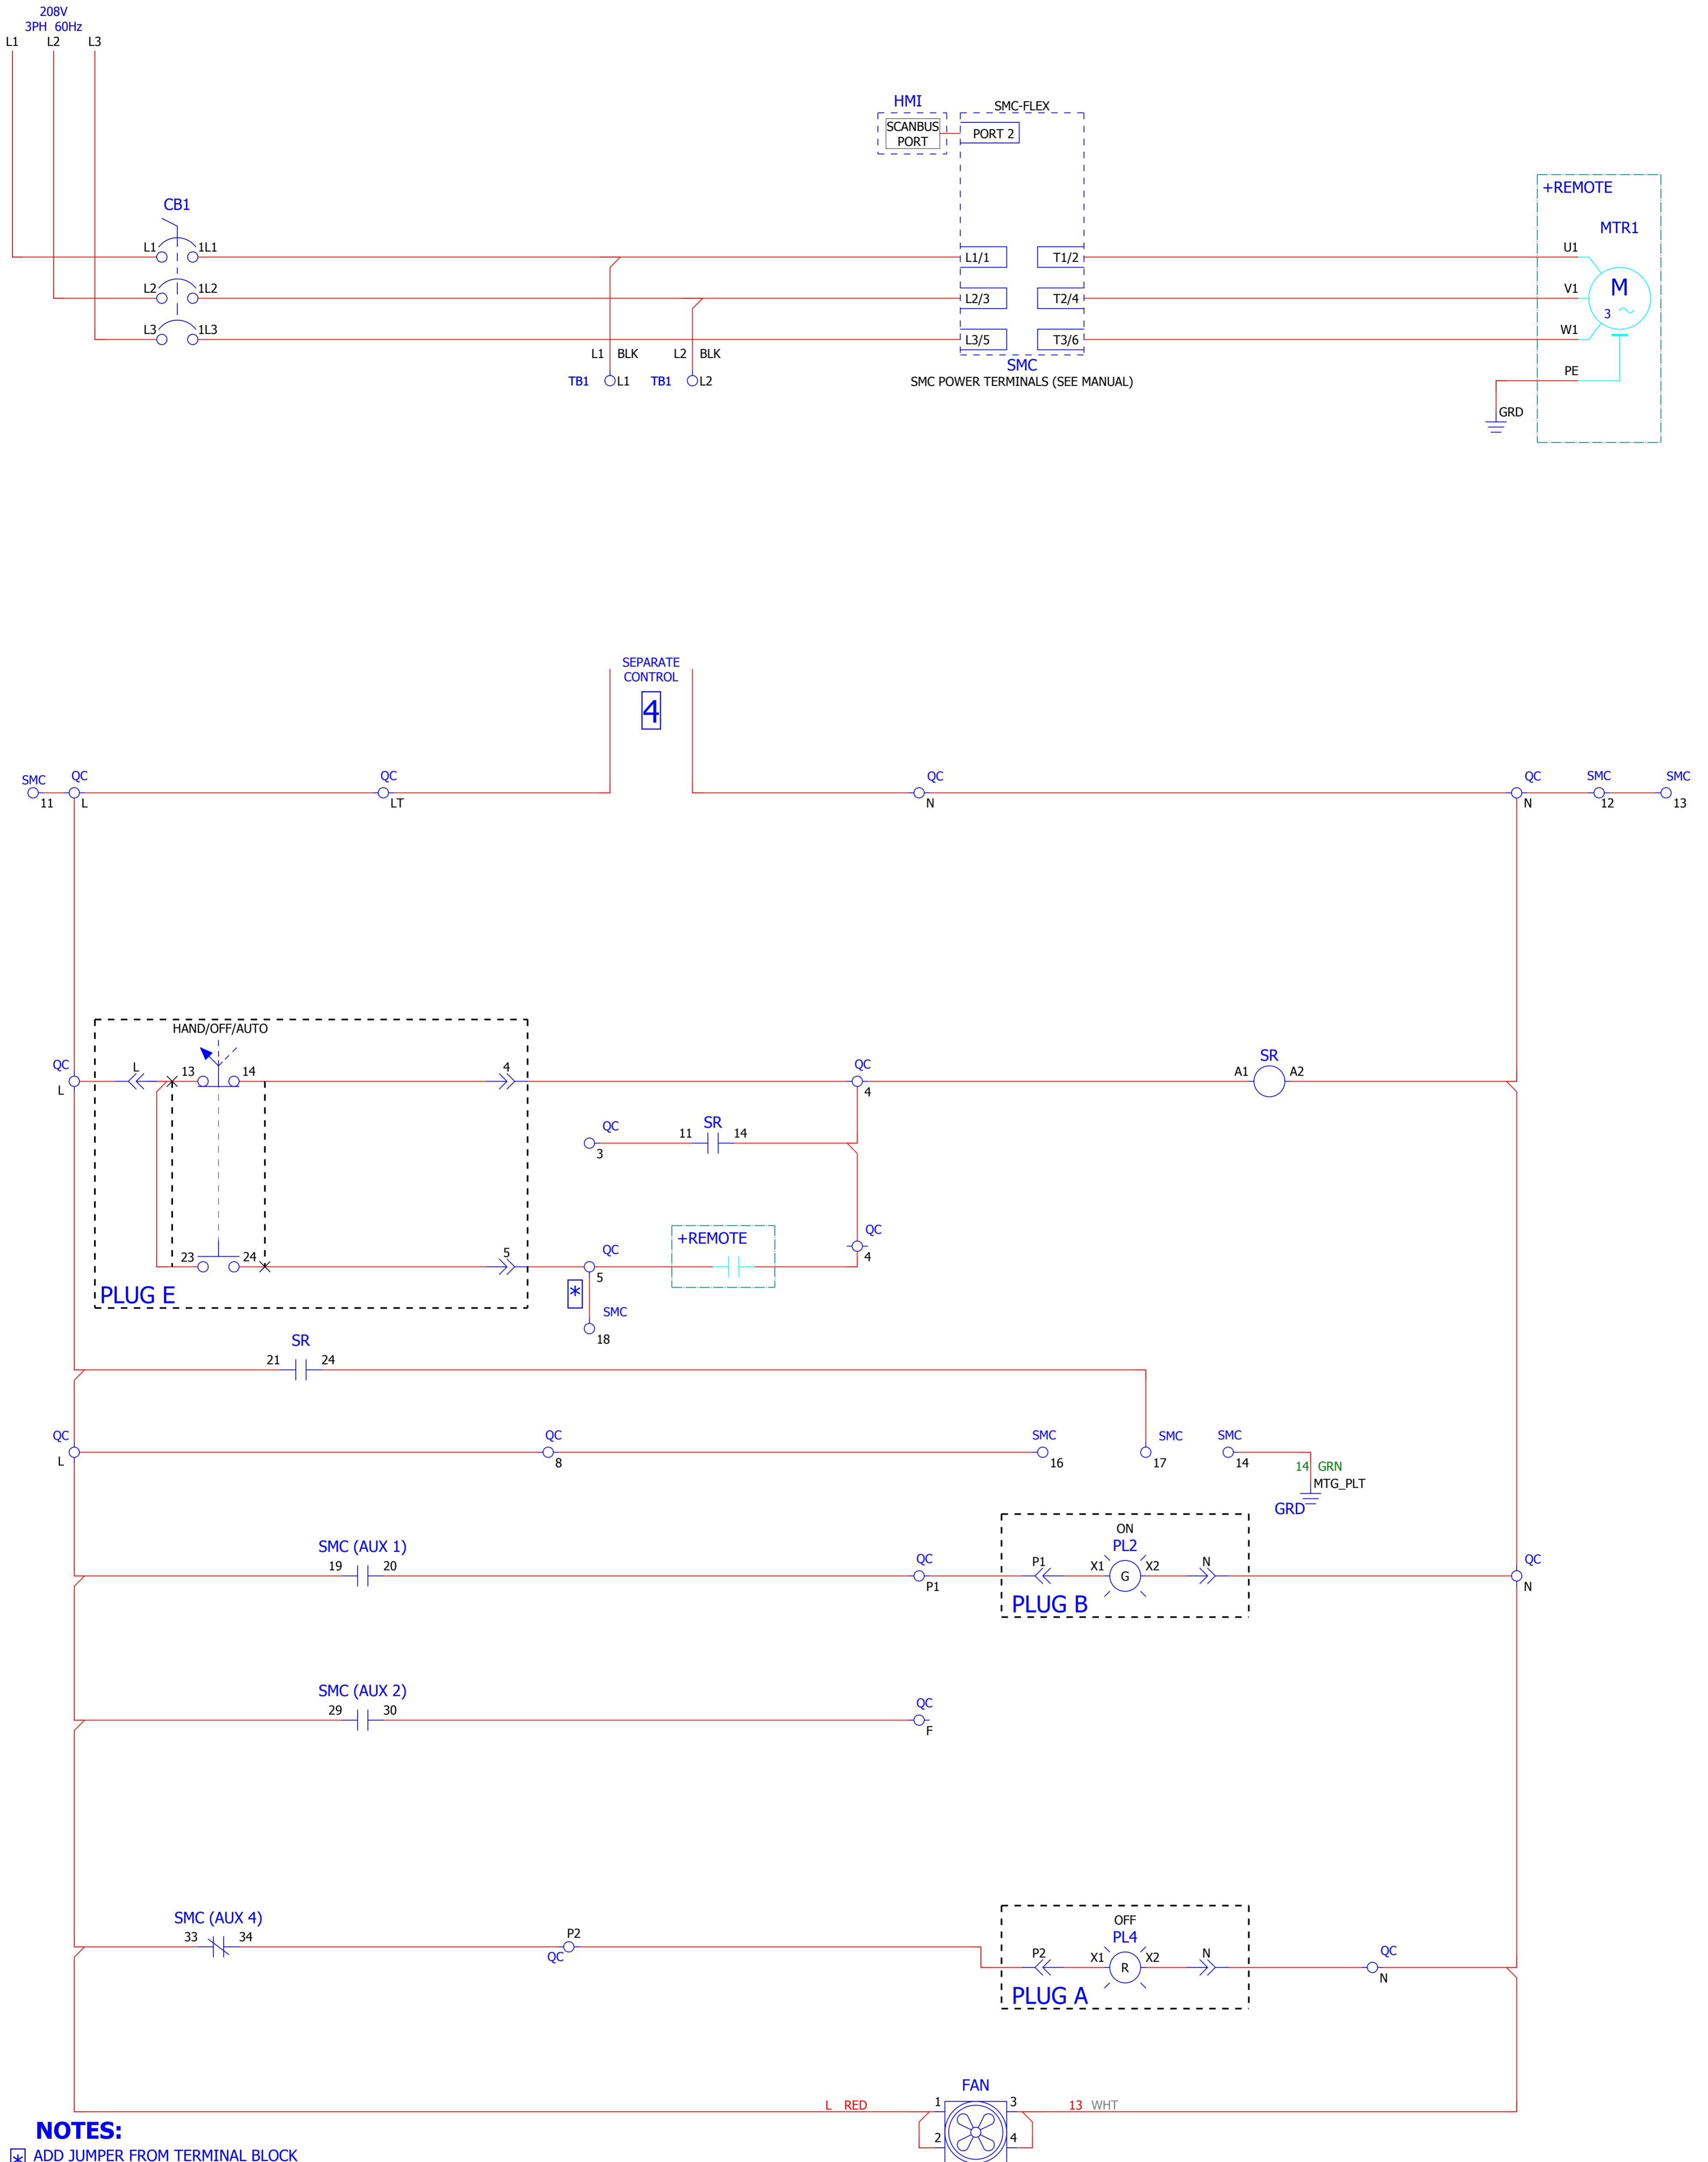 208V
3PH 60Hz
L1 L2 L3
HMI
SCANBUS
PORT
SMC-FLEX
PORT 2
+REMOTE
MTR1
CB1
L1 1L1
L2 1L2
L3 1L3
L1/1 T1/2
L2/3 T2/4
L3/5 T3/6
U1
V1
W1
PE
M
3
GRD
L1 BLK
L2 BLK
TB1 L1
TB1 L2
SMC
SMC POWER TERMINALS (SEE MANUAL)
SEPARATE
CONTROL
4
SMC
11
QC
L
QC
LT
QC
N
QC
N
SMC
12
SMC
13
HAND/OFF/AUTO
QC
L
L
13 14
4
QC
4
SR
A1 A2
QC
3
SR
11 14
23 24
5
PLUG E
QC
5
*
SMC
18
+REMOTE
QC
4
SR
21 24
QC
L
QC
8
SMC
16
SMC
17
SMC
14
14 GRN
MTG_PLT
GRD
SMC (AUX 1)
19 20
QC
P1
ON
PL2
P1 X1 G X2 N
PLUG B
QC
N
SMC (AUX 2)
29 30
QC
F
SMC (AUX 4)
33 34
P2
QC
OFF
PL4
P2 X1 R X2 N
PLUG A
QC
N
FAN
L RED
1 3
13 WHT
2 4
NOTES:
* ADD JUMPER FROM TERMINAL BLOCK